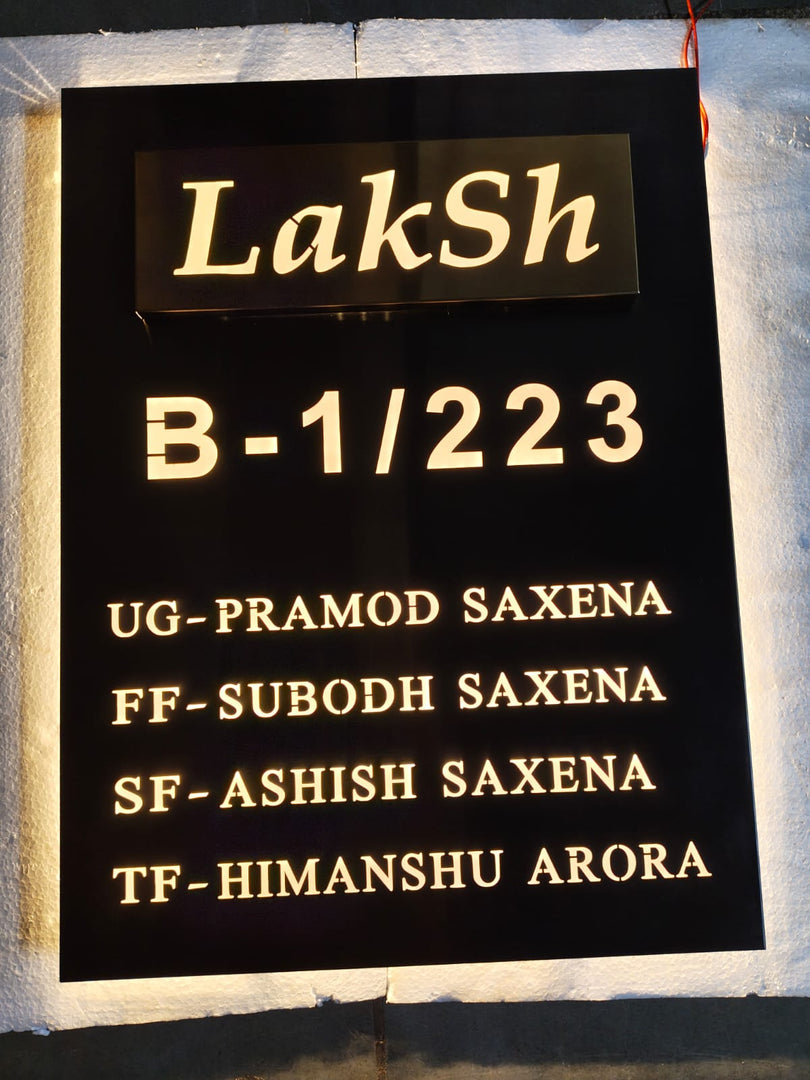 LakSh
B-1/223
UG-PRAMOD SAXENA
FF-SUBODH SAXENA
SF-ASHISH SAXENA
TF-HIMANSHU ARORA